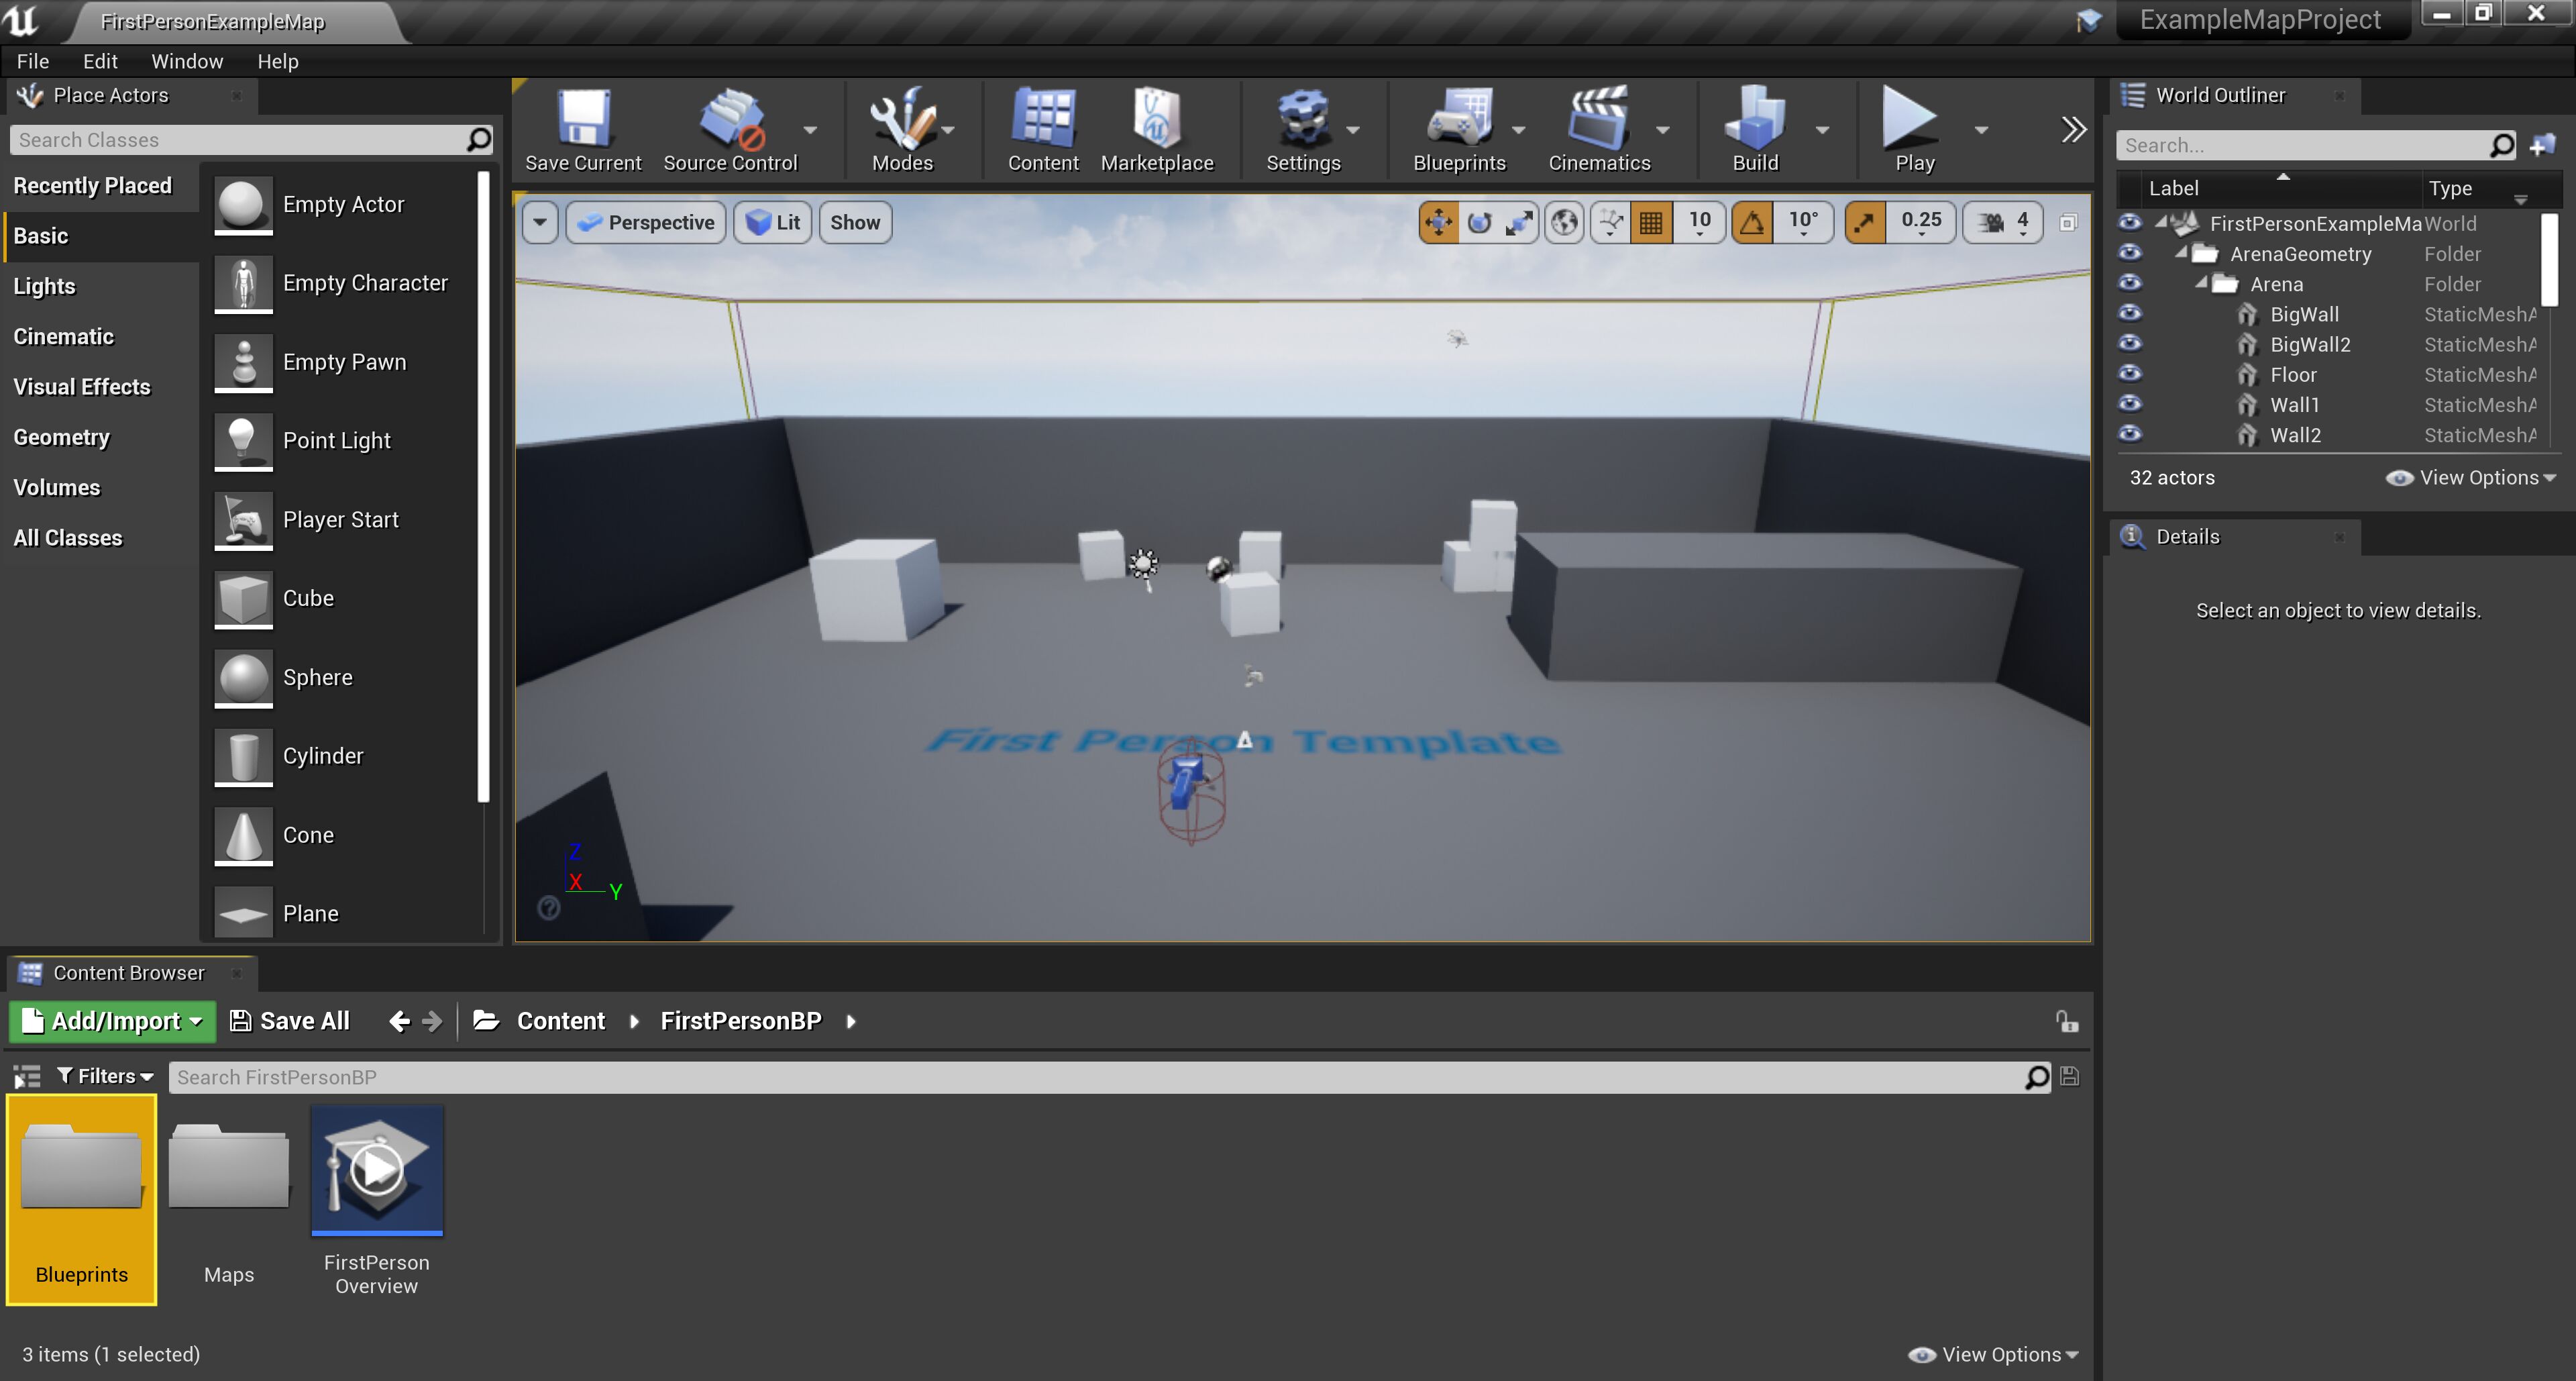 FirstPersonExampleMap
ExampleMapProject
File Edit Window Help
Place Actors
Search Classes
Recently Placed
Basic
Lights
Cinematic
Visual Effects
Geometry
Volumes
All Classes
Empty Actor
Empty Character
Empty Pawn
Point Light
Player Start
Cube
Sphere
Cylinder
Cone
Plane
Save Current Source Control Modes Content Marketplace Settings Blueprints Cinematics Build Play
Perspective Lit Show 10 10° 0.25 4
First Person Template
Z
X
Y
World Outliner
Search...
Label Type
FirstPersonExampleMa World
ArenaGeometry Folder
Arena Folder
BigWall StaticMeshA
BigWall2 StaticMeshA
Floor StaticMeshA
Wall1 StaticMeshA
Wall2 StaticMeshA
32 actors View Options
Details
Select an object to view details.
Content Browser
Add/Import Save All Content FirstPersonBP
Filters Search FirstPersonBP
Blueprints
Maps
FirstPerson
Overview
3 items (1 selected) View Options